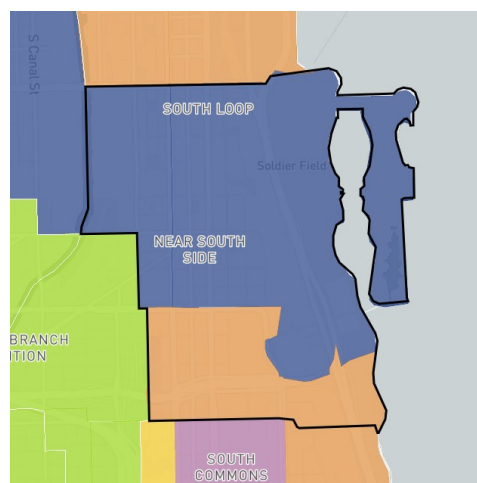 S Canal St
SOUTH LOOP
Soldier Field
NEAR SOUTH
SIDE
BRANCH
ITION
SOUTH
COMMONS